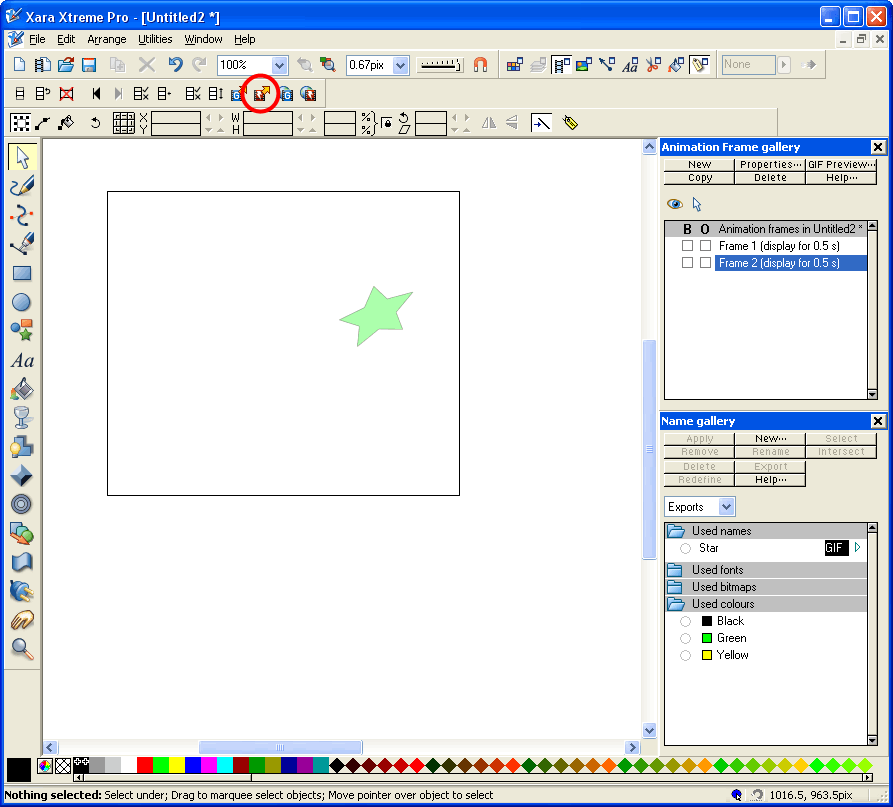 Xara Xtreme Pro - [Untitled2 *]
File Edit Arrange Utilities Window Help
100% 0.67pix Aa None
X W %
Y H %
Animation Frame gallery
New Properties... GIF Preview...
Copy Delete Help...
B O Animation frames in Untitled2 *
Frame 1 (display for 0.5 s)
Frame 2 (display for 0.5 s)
Aa
Name gallery
Apply New... Select
Remove Rename Intersect
Delete Export
Redefine Help...
Exports
Used names
Star GIF
Used fonts
Used bitmaps
Used colours
Black
Green
Yellow
Nothing selected: Select under; Drag to marquee select objects; Move pointer over object to select 1016.5, 963.5pix